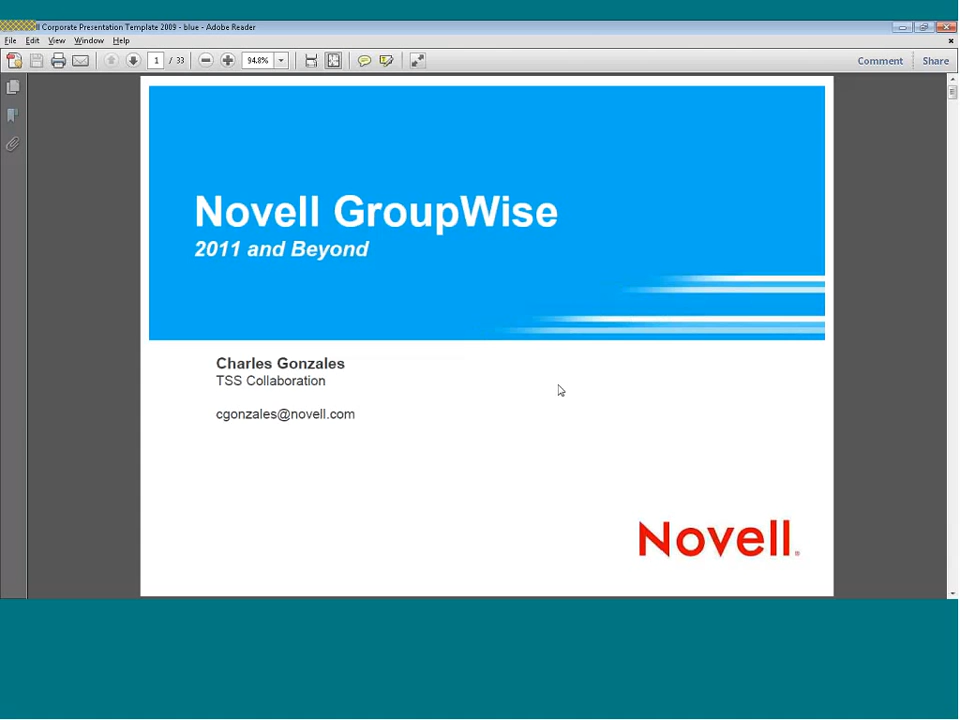 ll Corporate Presentation Template 2009 - blue - Adobe Reader
File Edit View Window Help
1 / 33 94.8% Comment Share
Novell GroupWise
2011 and Beyond
Charles Gonzales
TSS Collaboration
cgonzales@novell.com
Novell®